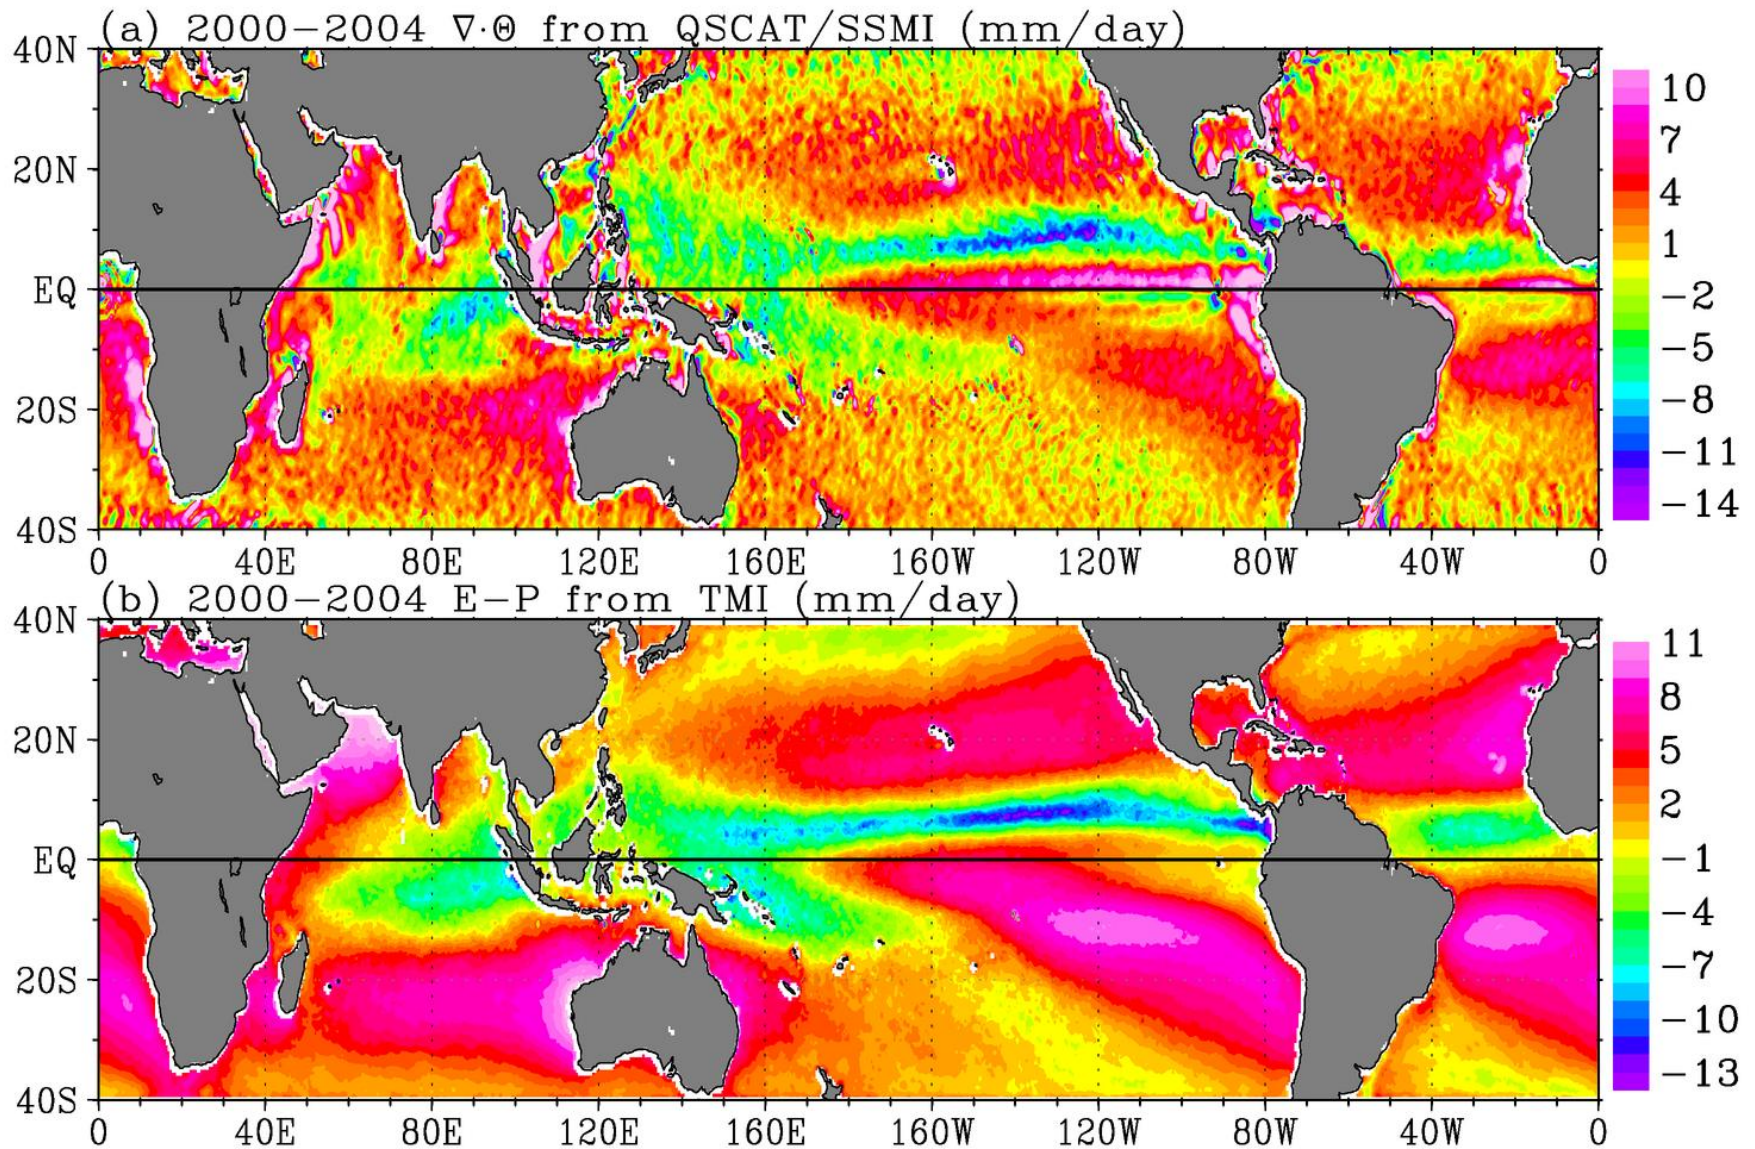 (a) 2000−2004 ∇·Θ from QSCAT/SSMI (mm/day)
40N
20N
EQ
20S
40S
0 40E 80E 120E 160E 160W 120W 80W 40W 0
10
7
4
1
−2
−5
−8
−11
−14
(b) 2000−2004 E−P from TMI (mm/day)
40N
20N
EQ
20S
40S
0 40E 80E 120E 160E 160W 120W 80W 40W 0
11
8
5
2
−1
−4
−7
−10
−13